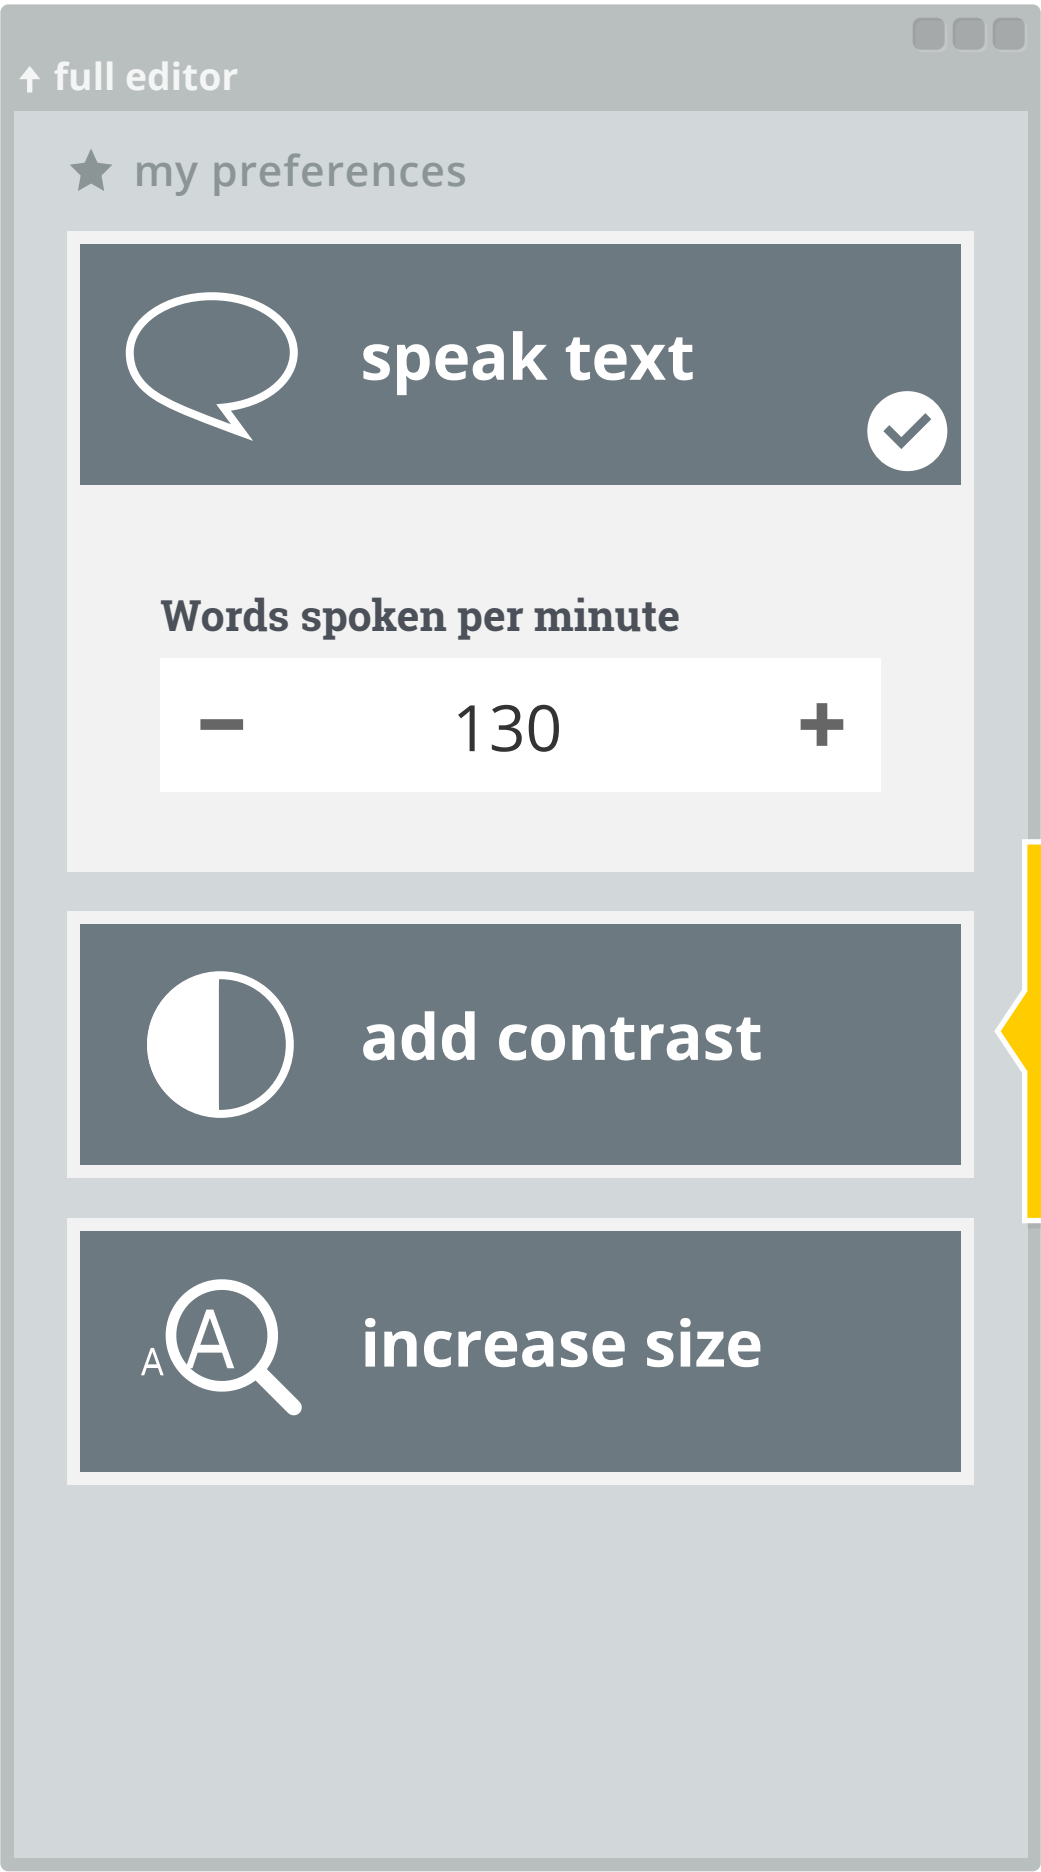 full editor
my preferences
speak text
Words spoken per minute
130
add contrast
A A
increase size